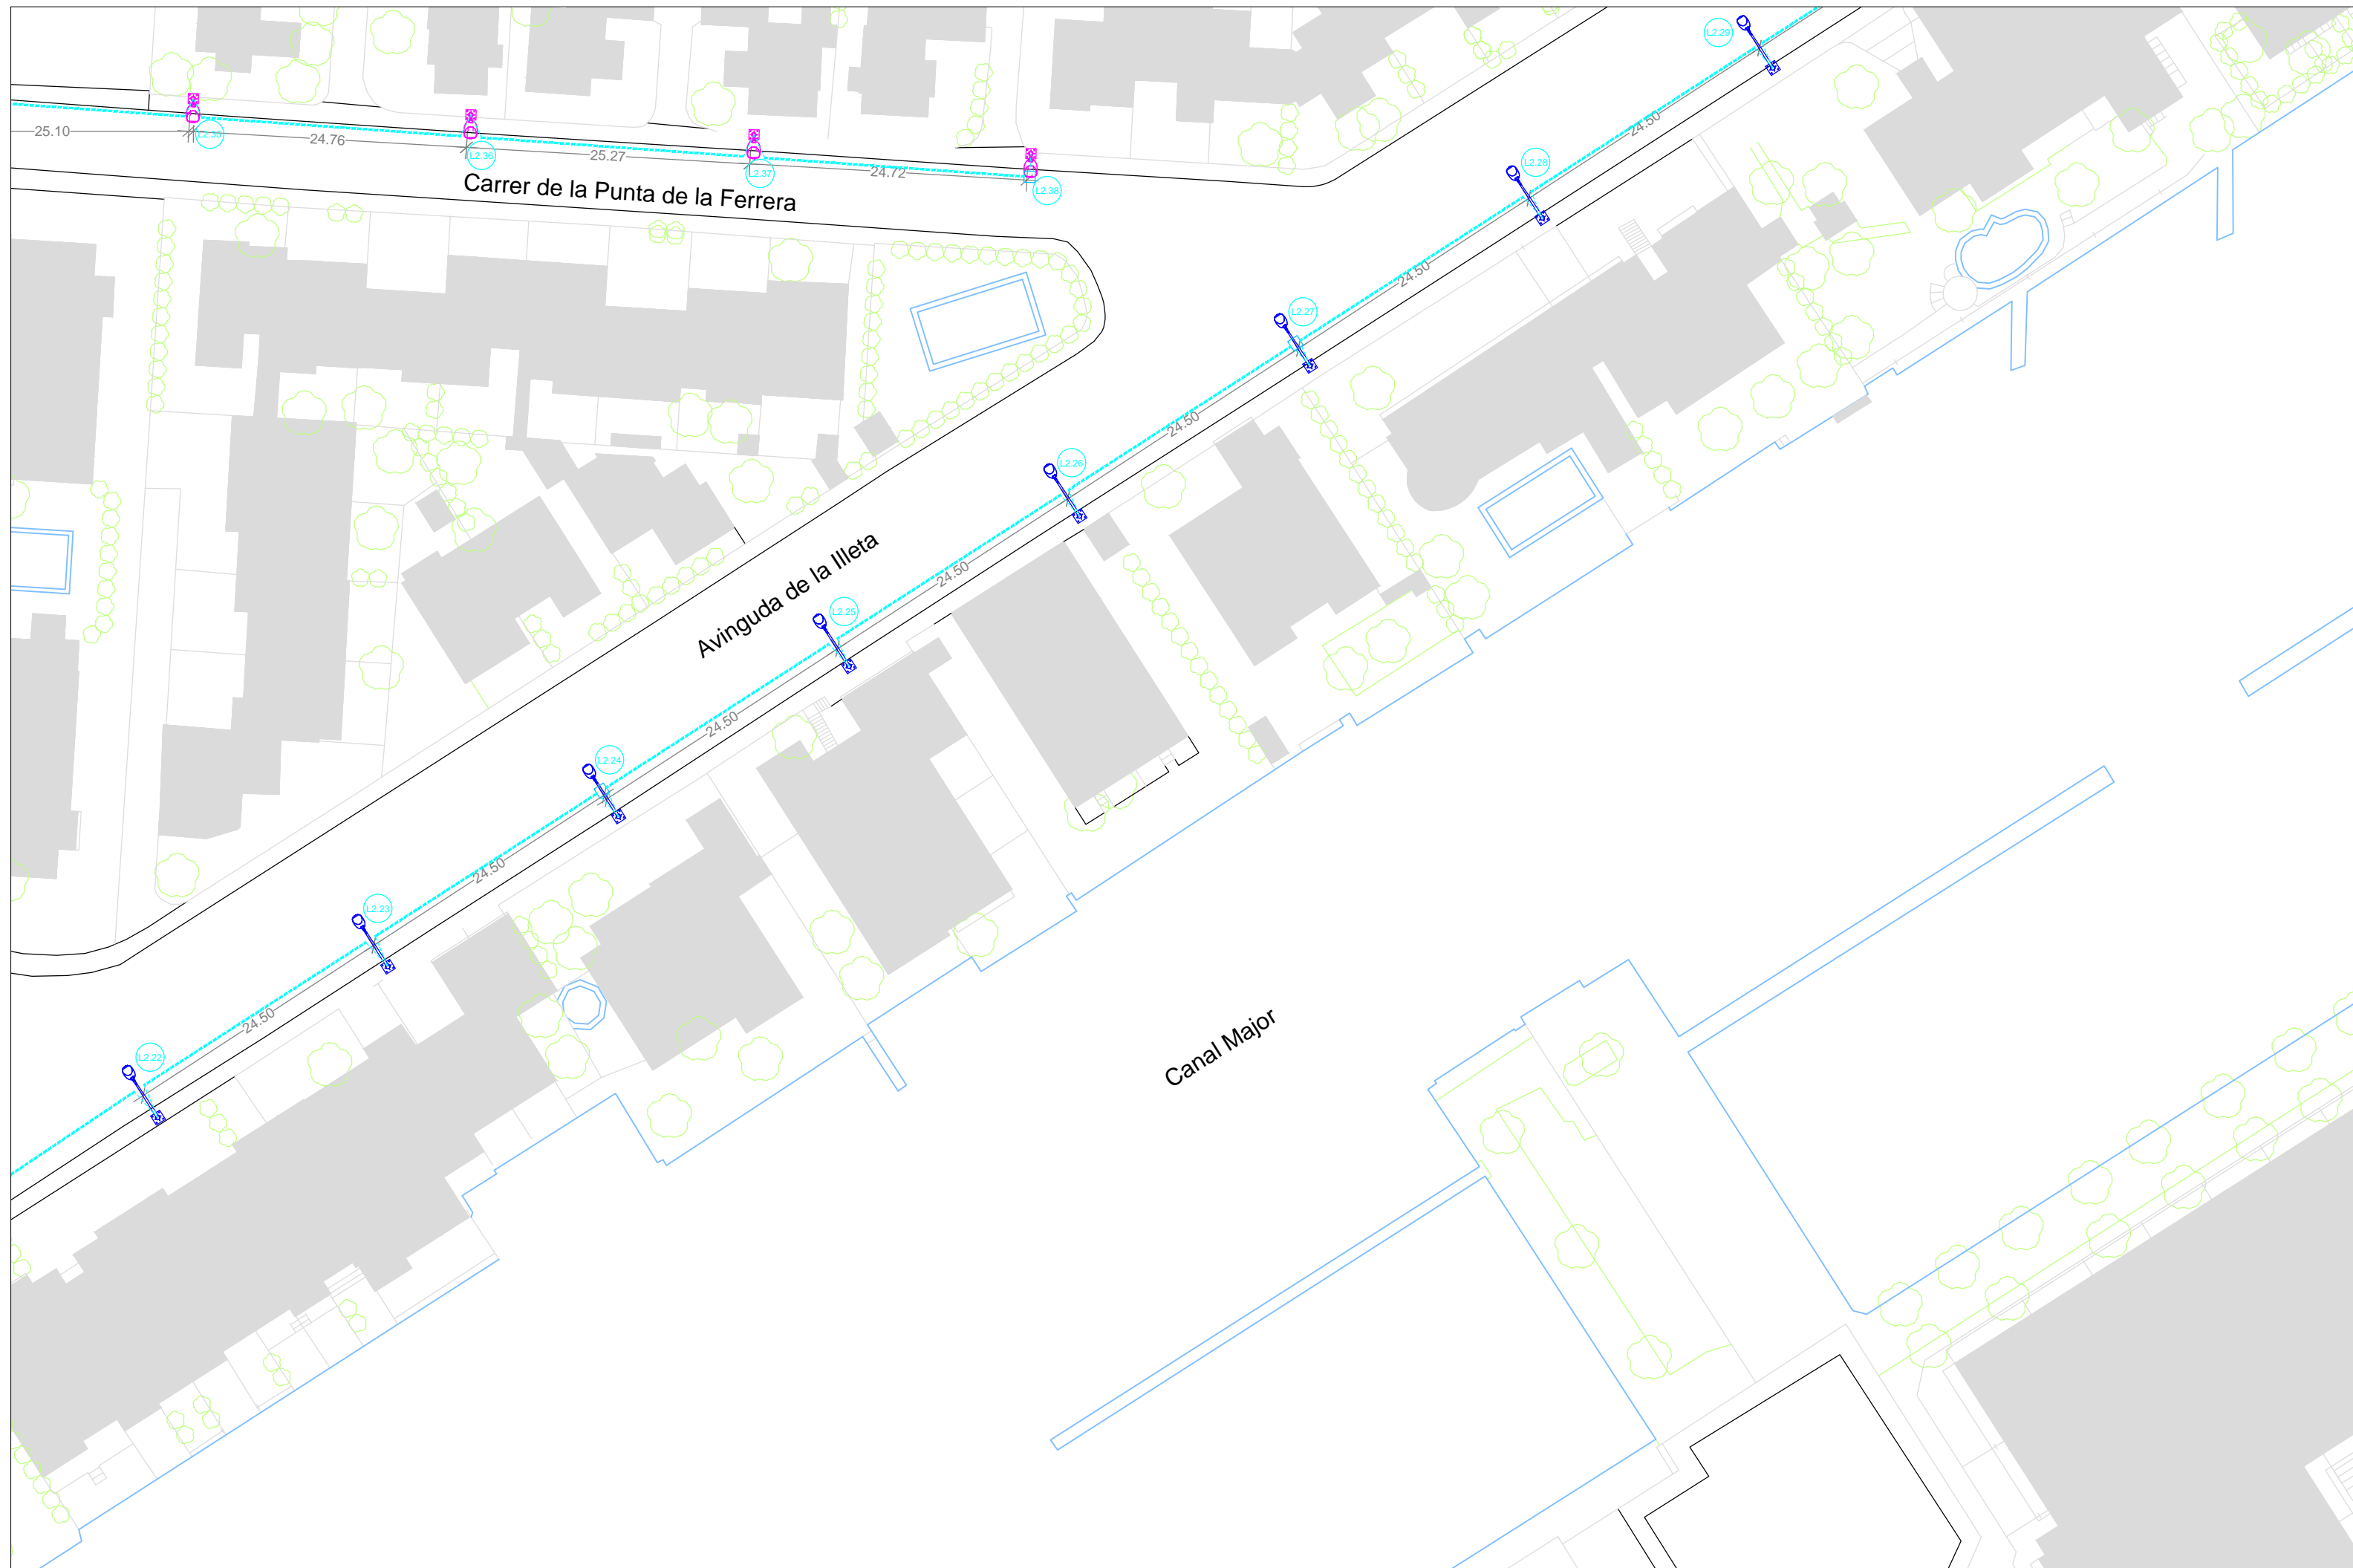 L2.29
25.10
L2.35
24.76
L2.36
25.27
L2.37
24.72
L2.38
Carrer de la Punta de la Ferrera
24.50
L2.28
24.50
L2.27
24.50
L2.26
24.50
Avinguda de la Illeta
L2.25
24.50
L2.24
24.50
L2.23
24.50
L2.22
Canal Major